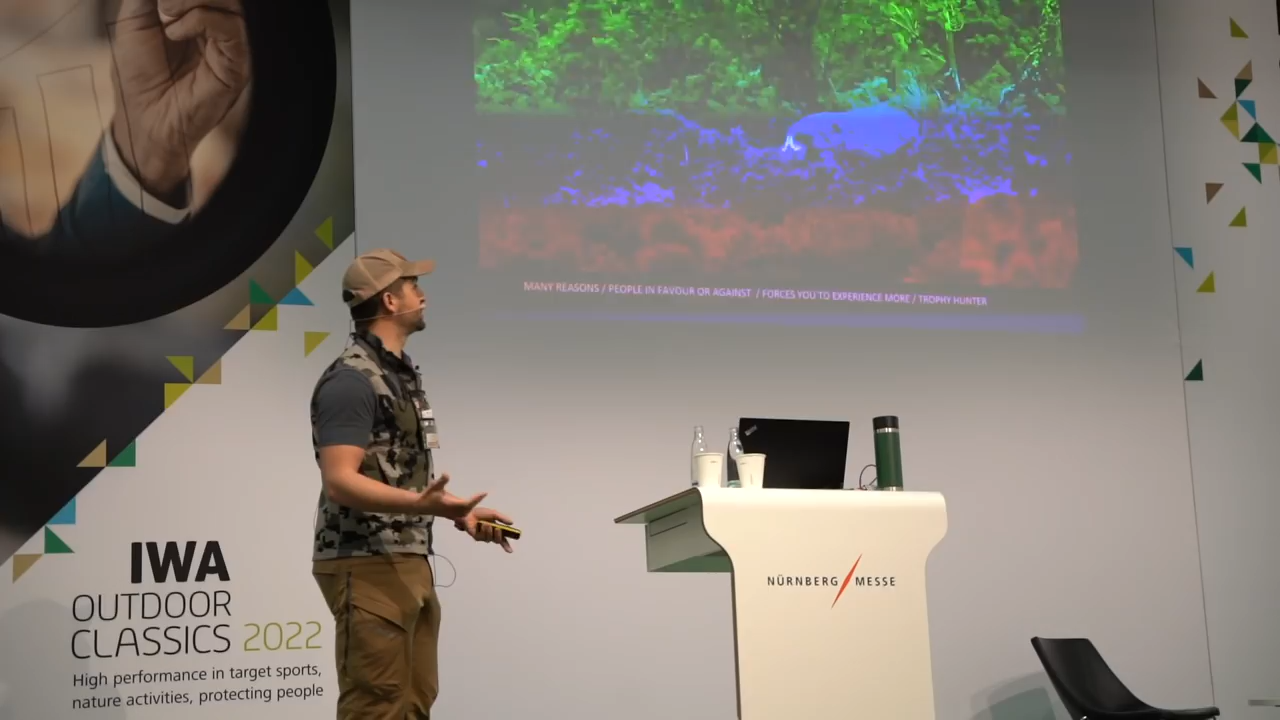 MANY REASONS / PEOPLE IN FAVOUR OR AGAINST / FORCES YOU TO EXPERIENCE MORE / TROPHY HUNTER
NÜRNBERG MESSE
IWA
OUTDOOR
CLASSICS 2022
High performance in target sports,
nature activities, protecting people